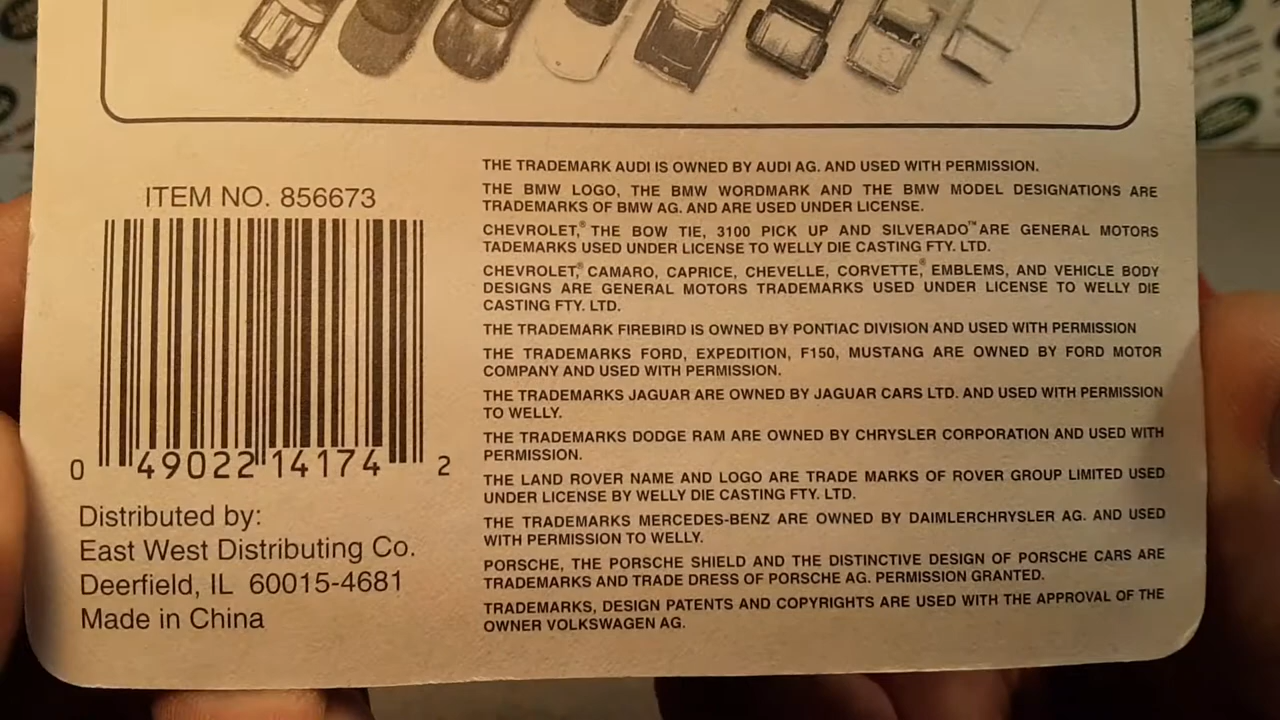 ITEM NO. 856673
0 49022 14174 2
Distributed by:
East West Distributing Co.
Deerfield, IL 60015-4681
Made in China
THE TRADEMARK AUDI IS OWNED BY AUDI AG. AND USED WITH PERMISSION.
THE BMW LOGO, THE BMW WORDMARK AND THE BMW MODEL DESIGNATIONS ARE
TRADEMARKS OF BMW AG. AND ARE USED UNDER LICENSE.
CHEVROLET,® THE BOW TIE, 3100 PICK UP AND SILVERADO™ ARE GENERAL MOTORS
TADEMARKS USED UNDER LICENSE TO WELLY DIE CASTING FTY. LTD.
CHEVROLET,® CAMARO, CAPRICE, CHEVELLE, CORVETTE,® EMBLEMS, AND VEHICLE BODY
DESIGNS ARE GENERAL MOTORS TRADEMARKS USED UNDER LICENSE TO WELLY DIE
CASTING FTY. LTD.
THE TRADEMARK FIREBIRD IS OWNED BY PONTIAC DIVISION AND USED WITH PERMISSION
THE TRADEMARKS FORD, EXPEDITION, F150, MUSTANG ARE OWNED BY FORD MOTOR
COMPANY AND USED WITH PERMISSION.
THE TRADEMARKS JAGUAR ARE OWNED BY JAGUAR CARS LTD. AND USED WITH PERMISSION
TO WELLY.
THE TRADEMARKS DODGE RAM ARE OWNED BY CHRYSLER CORPORATION AND USED WITH
PERMISSION.
THE LAND ROVER NAME AND LOGO ARE TRADE MARKS OF ROVER GROUP LIMITED USED
UNDER LICENSE BY WELLY DIE CASTING FTY. LTD.
THE TRADEMARKS MERCEDES-BENZ ARE OWNED BY DAIMLERCHRYSLER AG. AND USED
WITH PERMISSION TO WELLY.
PORSCHE, THE PORSCHE SHIELD AND THE DISTINCTIVE DESIGN OF PORSCHE CARS ARE
TRADEMARKS AND TRADE DRESS OF PORSCHE AG. PERMISSION GRANTED.
TRADEMARKS, DESIGN PATENTS AND COPYRIGHTS ARE USED WITH THE APPROVAL OF THE
OWNER VOLKSWAGEN AG.